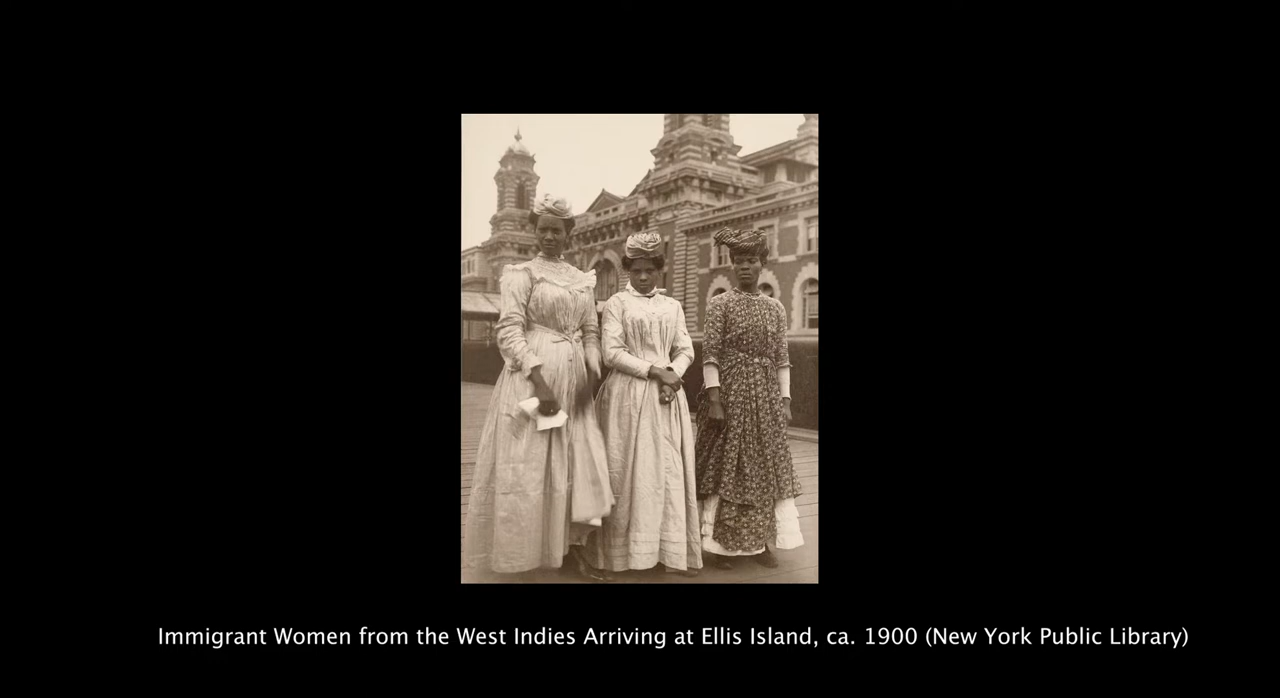 Immigrant Women from the West Indies Arriving at Ellis Island, ca. 1900 (New York Public Library)